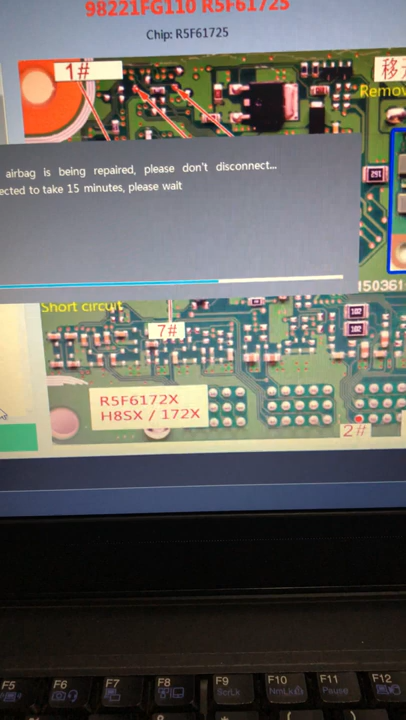 98221FG110 R5F61725
Chip: R5F61725
1#
移
Remov
airbag is being repaired, please don't disconnect...
ected to take 15 minutes, please wait
162
150361
Short circuit
102
102
7#
R5F6172X
H8SX / 172X
2#
F5
F6
F7
F8
F9
ScrLk
F10
NmLk
F11
Pause
F12